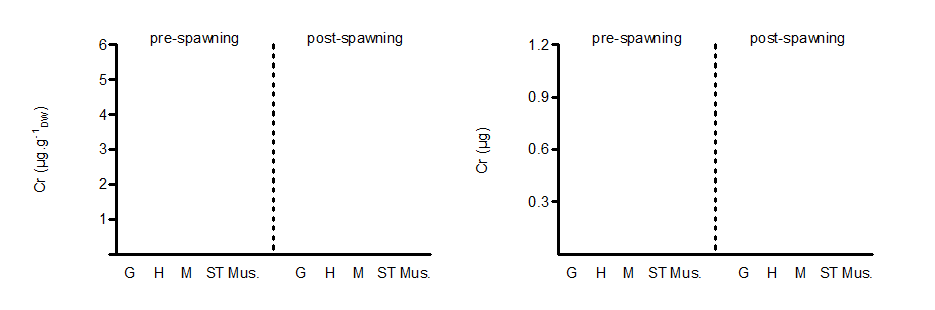 pre-spawning post-spawning
6
5
4
3
2
1
Cr (µg.g-1DW)
G H M ST Mus. G H M ST Mus.
pre-spawning post-spawning
1.2
0.9
0.6
0.3
Cr (µg)
G H M ST Mus. G H M ST Mus.